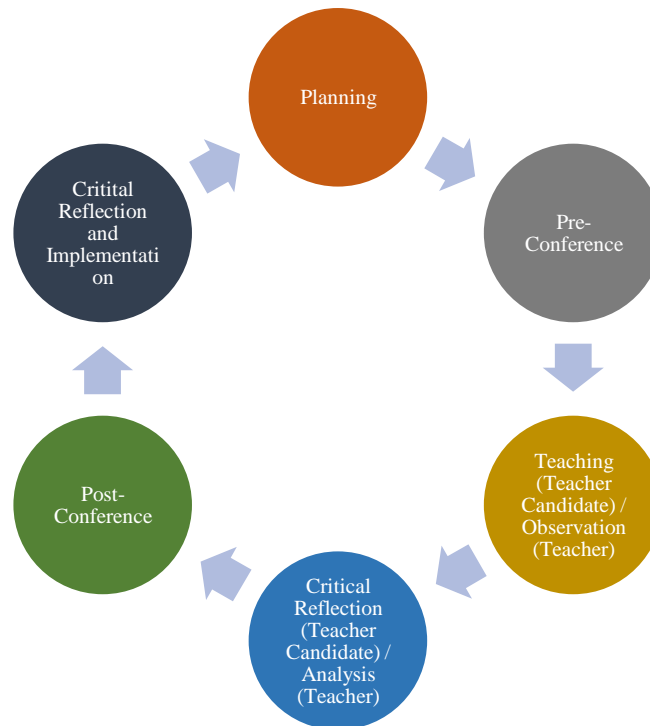 Planning
Pre-
Conference
Teaching
(Teacher
Candidate) /
Observation
(Teacher)
Critical
Reflection
(Teacher
Candidate) /
Analysis
(Teacher)
Post-
Conference
Critital
Reflection
and
Implementati
on